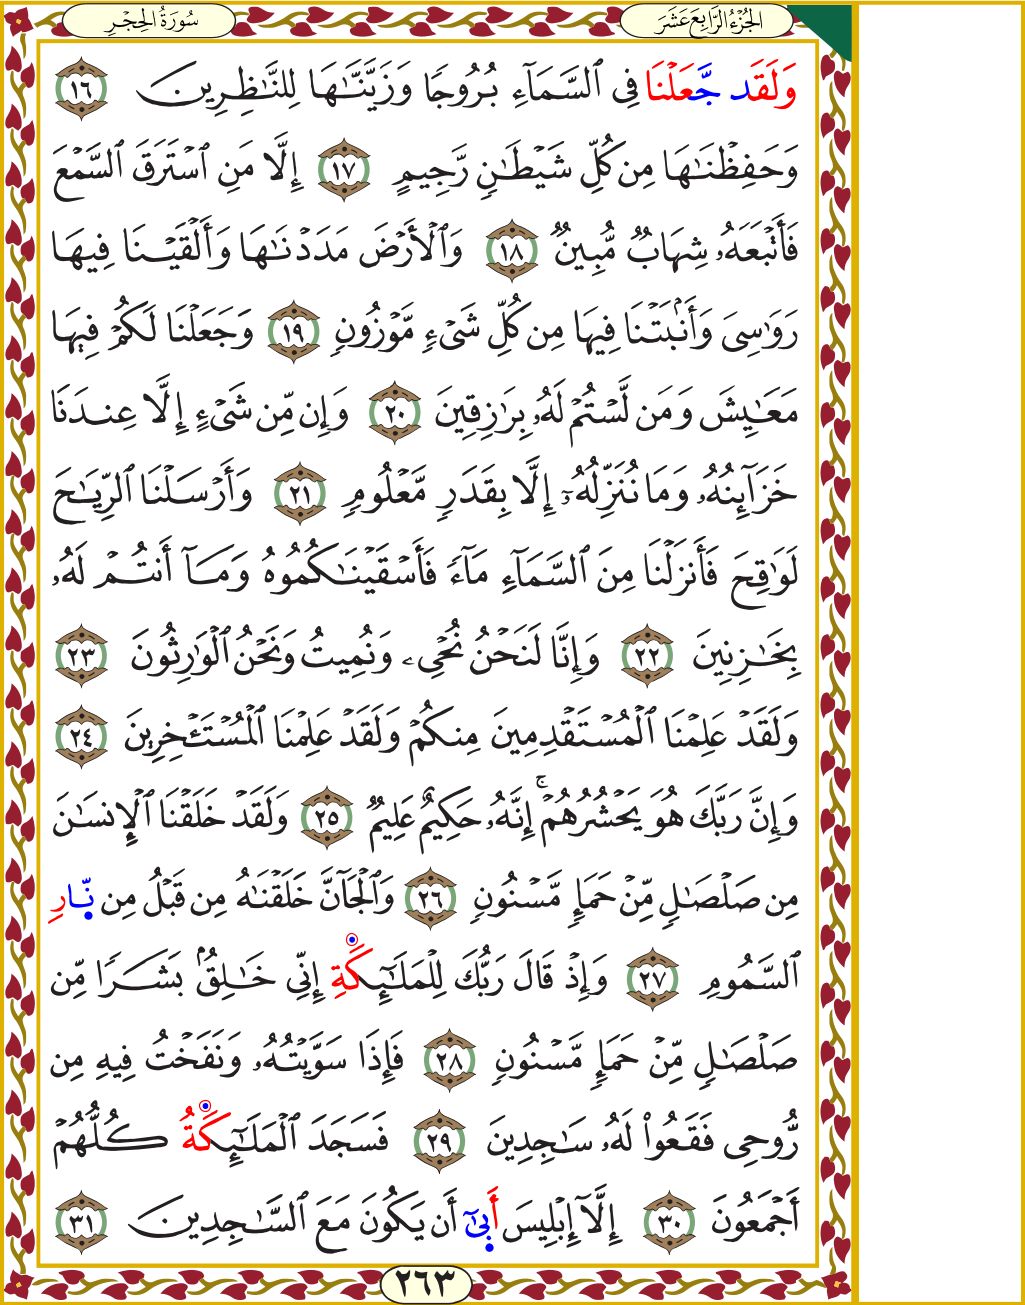 سُورَةُ الحِجْرِ
الجُزْءُ الرَّابِعَ عَشَرَ
وَلَقَد جَّعَلْنَا فِى ٱلسَّمَآءِ بُرُوجًا وَزَيَّنَّـٰهَا لِلنَّـٰظِرِينَ ١٦
وَحَفِظْنَـٰهَا مِن كُلِّ شَيْطَـٰنٍ رَّجِيمٍ ١٧ إِلَّا مَنِ ٱسْتَرَقَ ٱلسَّمْعَ
فَأَتْبَعَهُۥ شِهَابٌ مُّبِينٌ ١٨ وَٱلْأَرْضَ مَدَدْنَـٰهَا وَأَلْقَيْنَا فِيهَا
رَوَٰسِىَ وَأَنۢبَتْنَا فِيهَا مِن كُلِّ شَىْءٍ مَّوْزُونٍ ١٩ وَجَعَلْنَا لَكُمْ فِيهَا
مَعَـٰيِشَ وَمَن لَّسْتُمْ لَهُۥ بِرَٰزِقِينَ ٢٠ وَإِن مِّن شَىْءٍ إِلَّا عِندَنَا
خَزَآئِنُهُۥ وَمَا نُنَزِّلُهُۥٓ إِلَّا بِقَدَرٍ مَّعْلُومٍ ٢١ وَأَرْسَلْنَا ٱلرِّيَـٰحَ
لَوَٰقِحَ فَأَنزَلْنَا مِنَ ٱلسَّمَآءِ مَآءً فَأَسْقَيْنَـٰكُمُوهُ وَمَآ أَنتُمْ لَهُۥ
بِخَـٰزِنِينَ ٢٢ وَإِنَّا لَنَحْنُ نُحْىِۦ وَنُمِيتُ وَنَحْنُ ٱلْوَٰرِثُونَ ٢٣
وَلَقَدْ عَلِمْنَا ٱلْمُسْتَقْدِمِينَ مِنكُمْ وَلَقَدْ عَلِمْنَا ٱلْمُسْتَـْٔخِرِينَ ٢٤
وَإِنَّ رَبَّكَ هُوَ يَحْشُرُهُمْ ۚ إِنَّهُۥ حَكِيمٌ عَلِيمٌ ٢٥ وَلَقَدْ خَلَقْنَا ٱلْإِنسَـٰنَ
مِن صَلْصَـٰلٍ مِّنْ حَمَإٍ مَّسْنُونٍ ٢٦ وَٱلْجَآنَّ خَلَقْنَـٰهُ مِن قَبْلُ مِن نَّارِ
ٱلسَّمُومِ ٢٧ وَإِذْ قَالَ رَبُّكَ لِلْمَلَـٰٓئِكَةِ إِنِّى خَـٰلِقٌۢ بَشَرًا مِّن
صَلْصَـٰلٍ مِّنْ حَمَإٍ مَّسْنُونٍ ٢٨ فَإِذَا سَوَّيْتُهُۥ وَنَفَخْتُ فِيهِ مِن
رُّوحِى فَقَعُوا۟ لَهُۥ سَـٰجِدِينَ ٢٩ فَسَجَدَ ٱلْمَلَـٰٓئِكَةُ كُلُّهُمْ
أَجْمَعُونَ ٣٠ إِلَّآ إِبْلِيسَ أَبَىٰٓ أَن يَكُونَ مَعَ ٱلسَّـٰجِدِينَ ٣١
٢٦٣